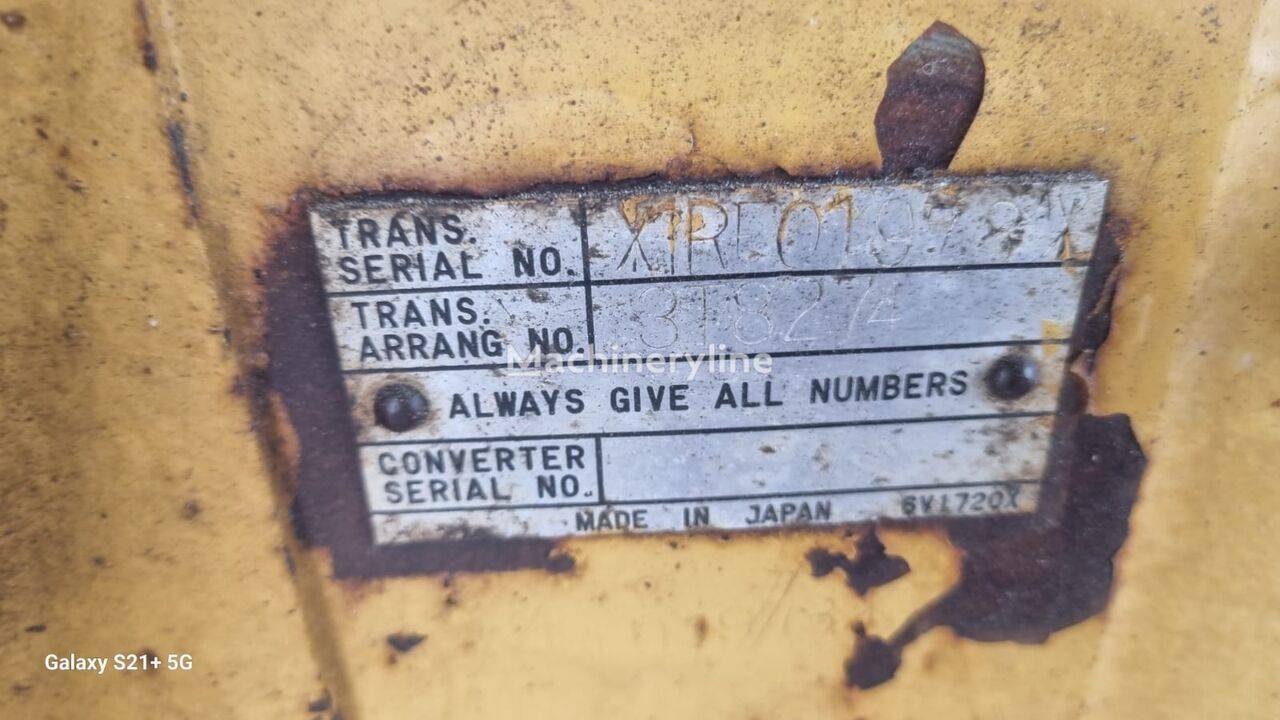 TRANS.
SERIAL NO.
TRANS.
ARRANG NO.
318274
Machineryline
ALWAYS GIVE ALL NUMBERS
CONVERTER
SERIAL NO.
MADE IN JAPAN 6V1720X
Galaxy S21+ 5G